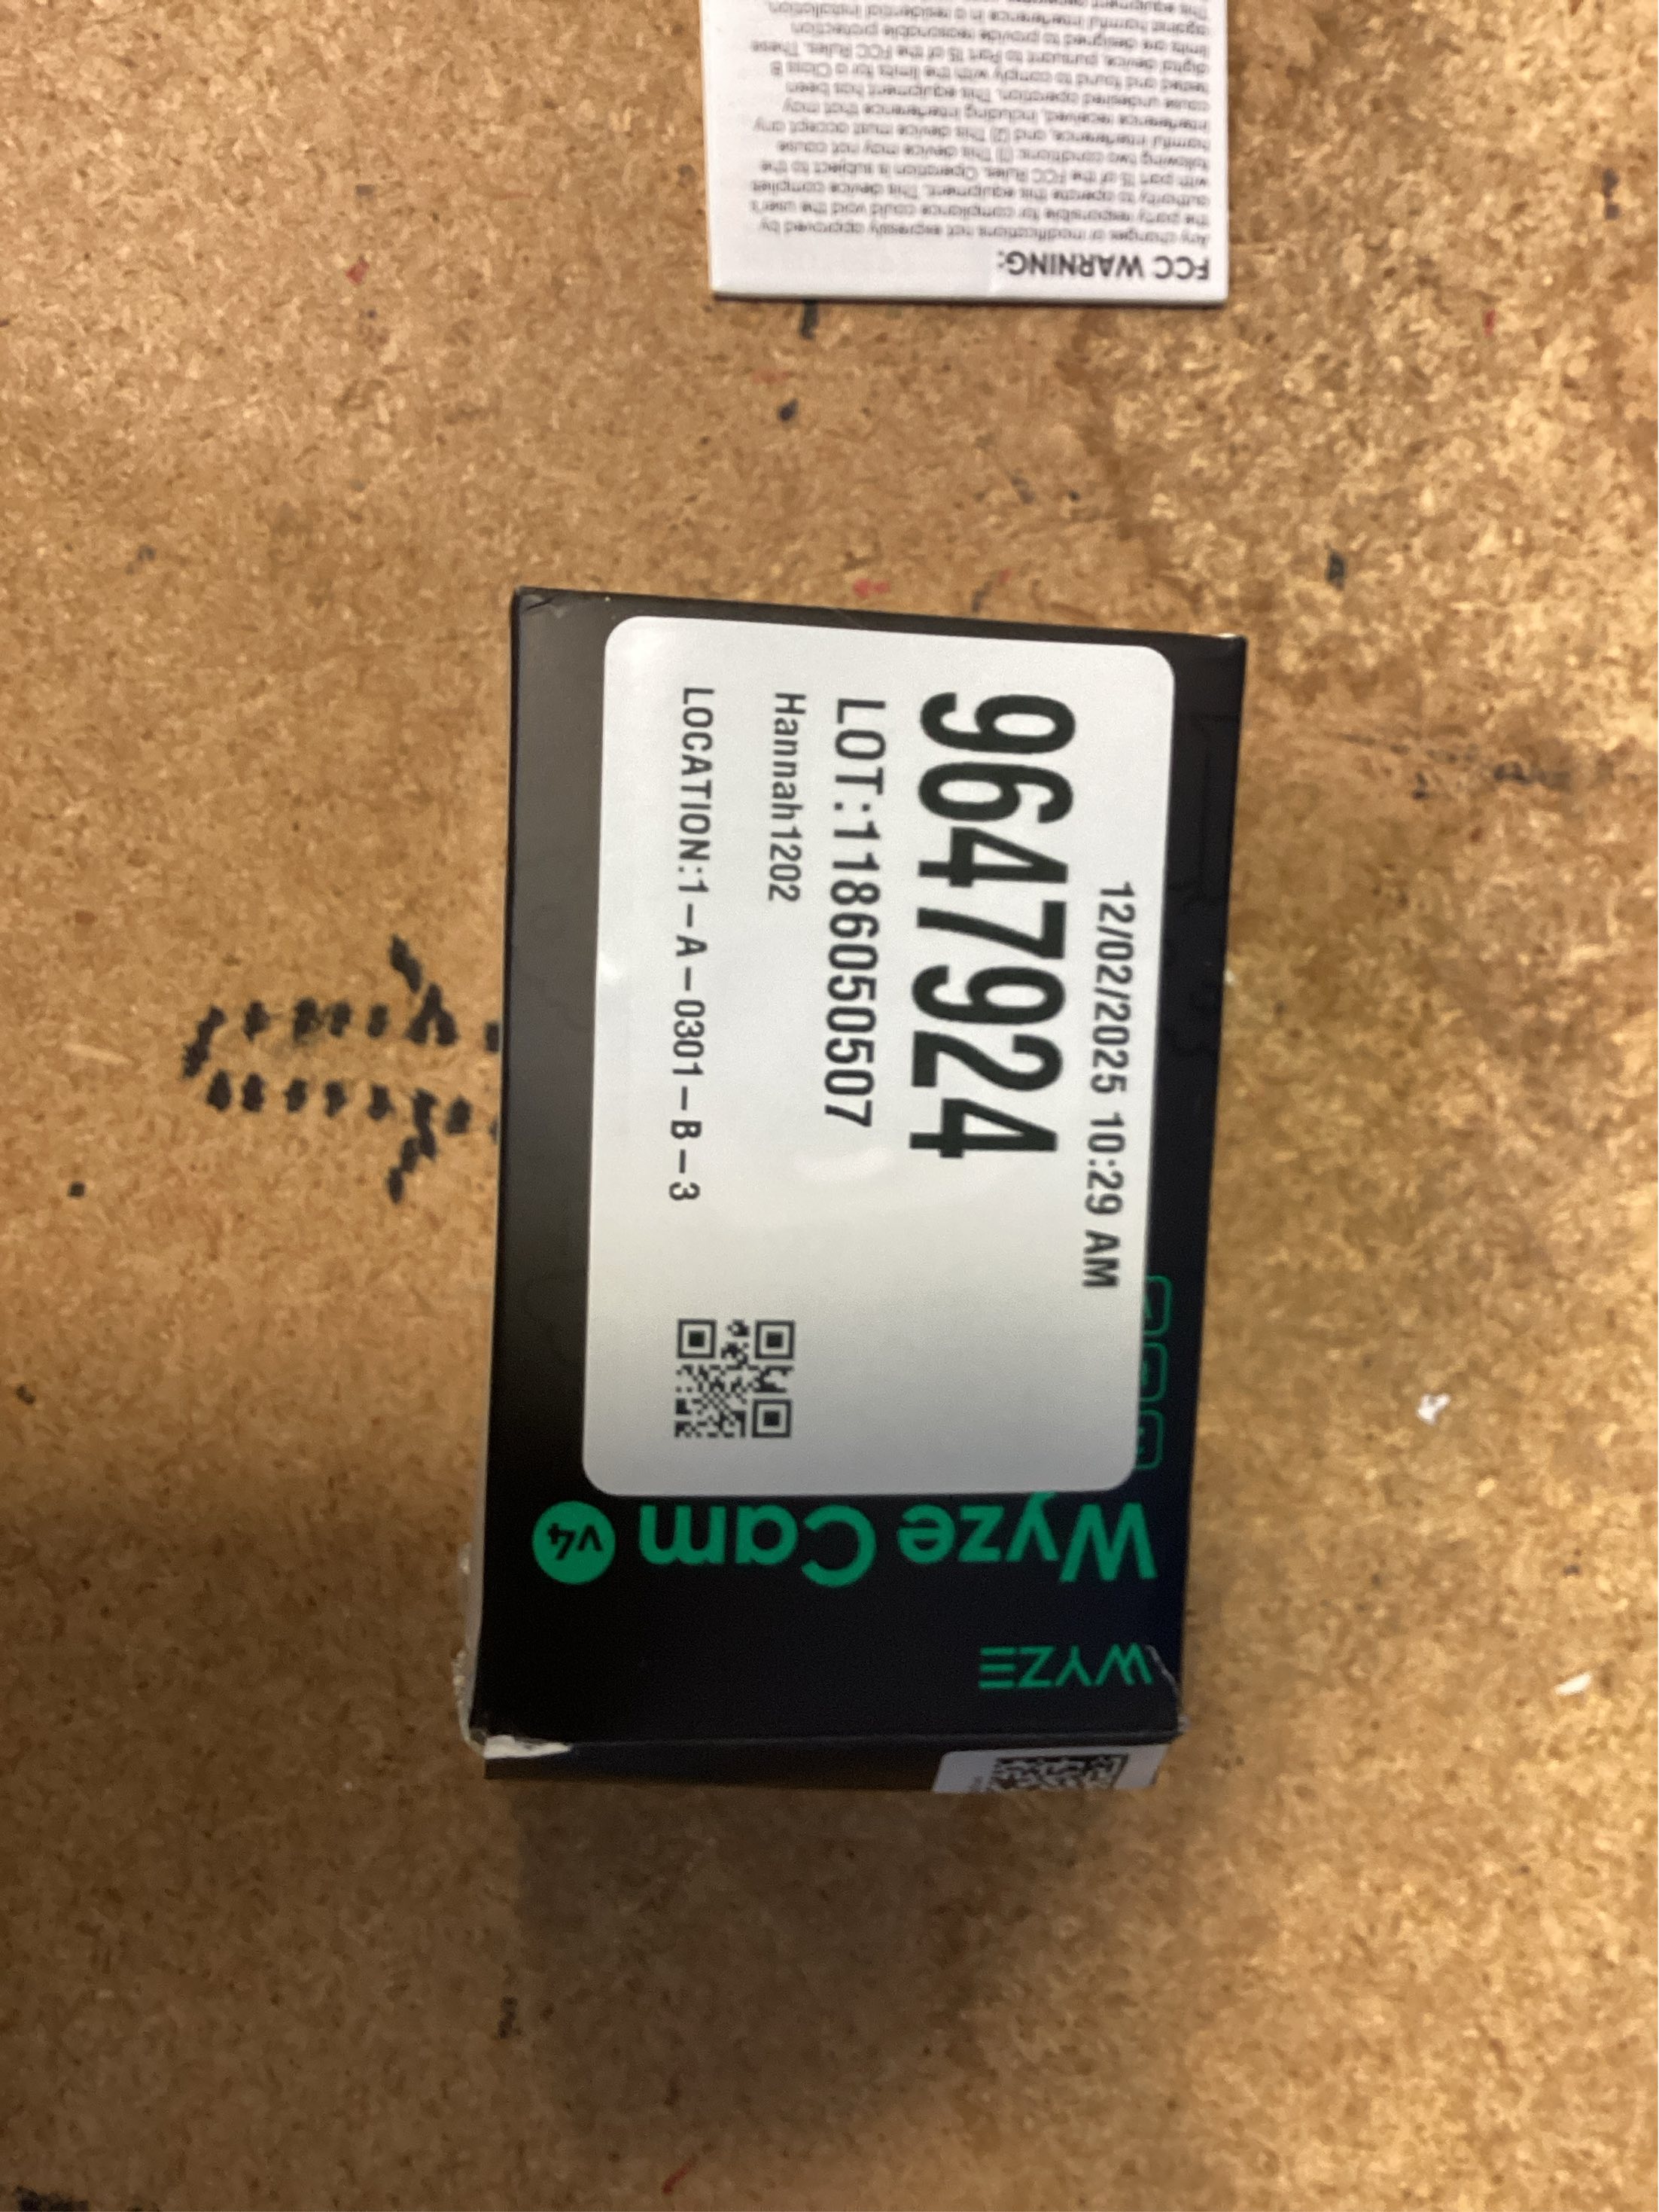 FCC WARNING:
Any changes or modifications not expressly approved by
the party responsible for compliance could void the user's
authority to operate this equipment. This device complies
with part 15 of the FCC Rules. Operation is subject to the
following two conditions: (1) This device may not cause
harmful interference, and (2) This device must accept any
interference received, including interference that may
cause undesired operation. This equipment has been
tested and found to comply with the limits for a Class B
digital device, pursuant to Part 15 of the FCC Rules. These
limits are designed to provide reasonable protection
against harmful interference in a residential installation.
This equipment
12/02/2025 10:29 AM
9647924
LOT:1186050507
Hannah1202
LOCATION:1-A-0301-B-3
WYZE
Wyze Cam v4